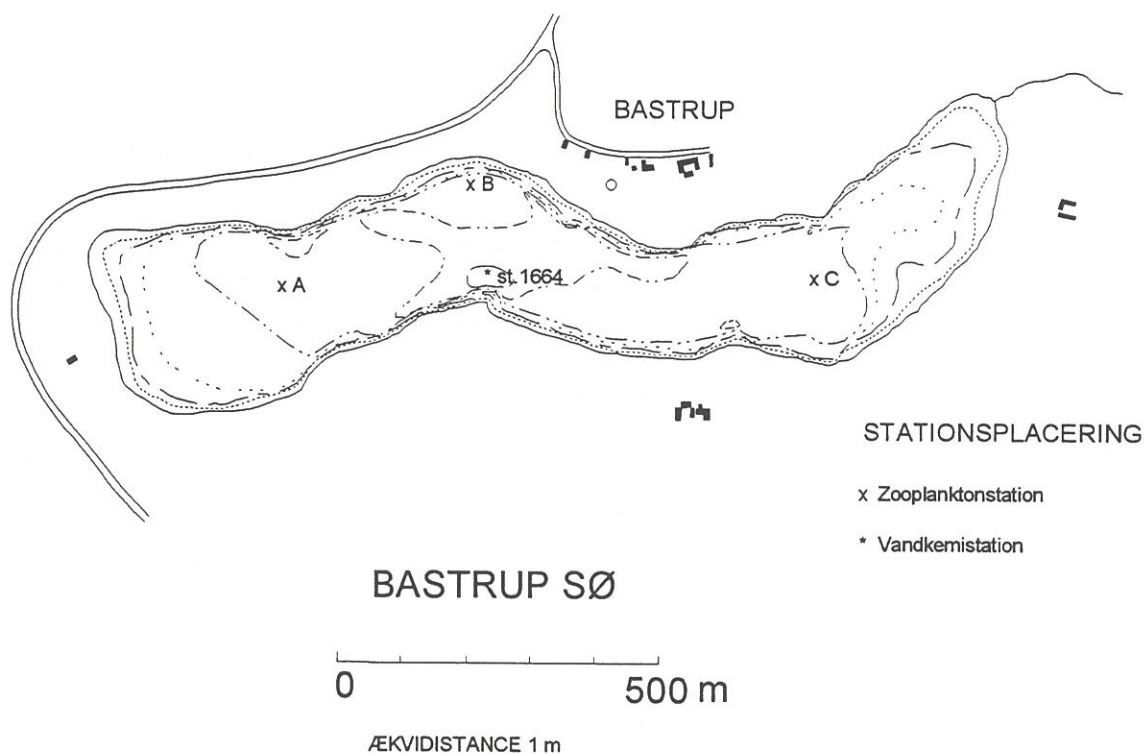 BASTRUP
x B
x A
* st.1664
x C
STATIONSPLACERING
x Zooplanktonstation
* Vandkemistation
BASTRUP SØ
0 500 m
ÆKVIDISTANCE 1 m